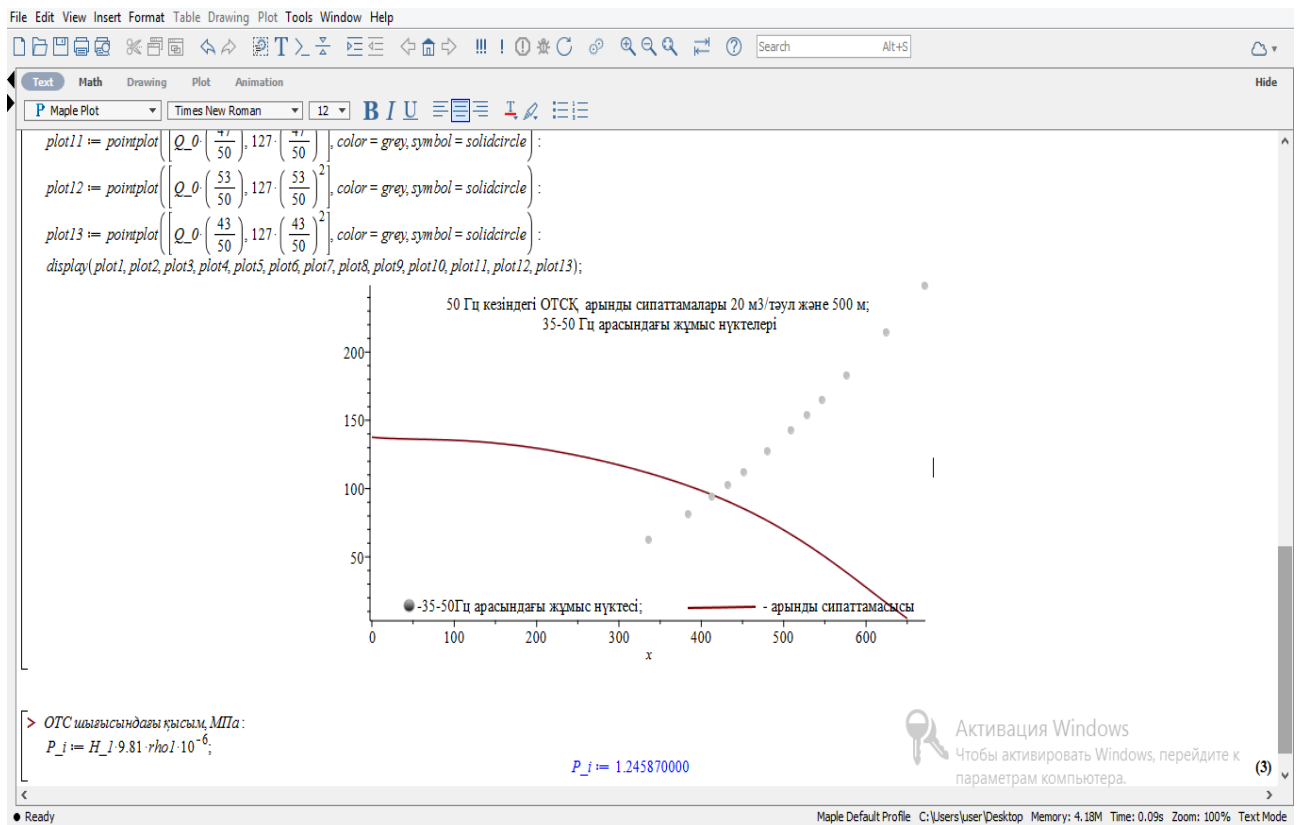 File Edit View Insert Format Table Drawing Plot Tools Window Help
Search Alt+S
Text Math Drawing Plot Animation Hide
P Maple Plot Times New Roman 12 B I U
plot11 := pointplot([Q_0·(47/50), 127·(47/50)], color = grey, symbol = solidcircle) :
plot12 := pointplot([Q_0·(53/50), 127·(53/50)^2], color = grey, symbol = solidcircle) :
plot13 := pointplot([Q_0·(43/50), 127·(43/50)^2], color = grey, symbol = solidcircle) :
display(plot1, plot2, plot3, plot4, plot5, plot6, plot7, plot8, plot9, plot10, plot11, plot12, plot13);
50 Гц кезіндегі ОТСҚ арынды сипаттамалары 20 м3/тәул және 500 м;
35-50 Гц арасындағы жұмыс нүктелері
200
150
100
50
-35-50Гц арасындағы жұмыс нүктесі; - арынды сипаттамасысы
0 100 200 300 400 500 600
x
> ОТС шығысындағы қысым, МПа :
P_i := H_1·9.81·rho1·10^-6;
P_i := 1.245870000
(3)
Активация Windows
Чтобы активировать Windows, перейдите к
параметрам компьютера.
Ready Maple Default Profile C:\Users\user\Desktop Memory: 4.18M Time: 0.09s Zoom: 100% Text Mode